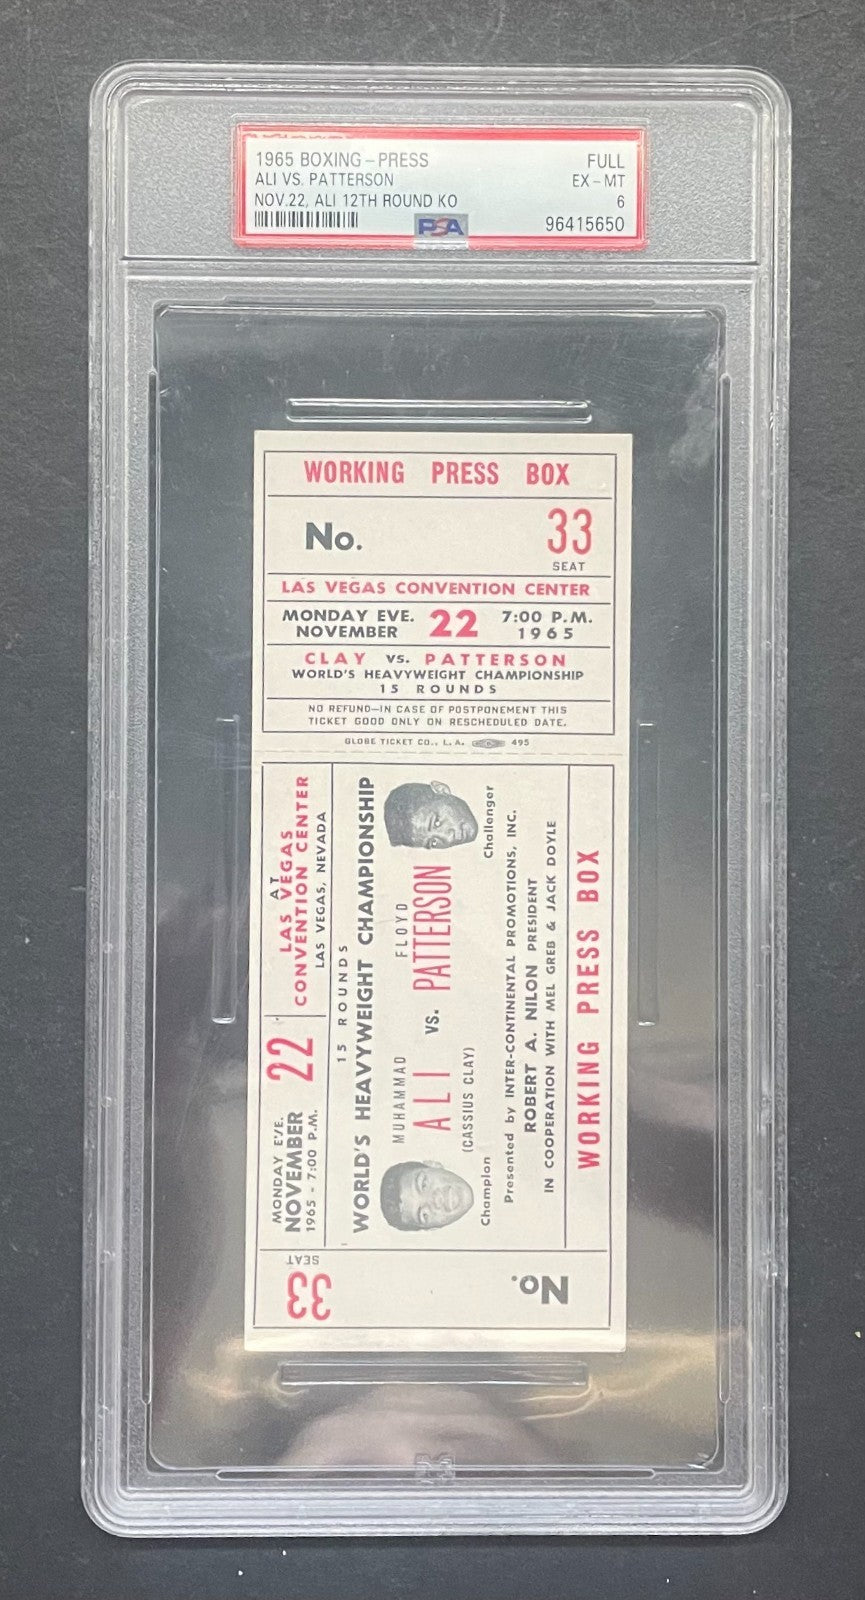 1965 BOXING-PRESS FULL
ALI VS. PATTERSON EX-MT
NOV.22, ALI 12TH ROUND KO 6
PSA 96415650
WORKING PRESS BOX
No. 33
SEAT
LAS VEGAS CONVENTION CENTER
MONDAY EVE. 22 7:00 P.M.
NOVEMBER 1965
CLAY vs. PATTERSON
WORLD'S HEAVYWEIGHT CHAMPIONSHIP
15 ROUNDS
NO REFUND—IN CASE OF POSTPONEMENT THIS
TICKET GOOD ONLY ON RESCHEDULED DATE.
GLOBE TICKET CO., L.A. 495
MONDAY EVE.
NOVEMBER 22
1965 - 7:00 P.M.
AT
LAS VEGAS
CONVENTION CENTER
LAS VEGAS, NEVADA
15 ROUNDS
WORLD'S HEAVYWEIGHT CHAMPIONSHIP
MUHAMMAD FLOYD
ALI vs. PATTERSON
(CASSIUS CLAY)
Champion Challenger
Presented by INTER-CONTINENTAL PROMOTIONS, INC.
ROBERT A. NILON PRESIDENT
IN COOPERATION WITH MEL GREB & JACK DOYLE
WORKING PRESS BOX
No. 33
SEAT